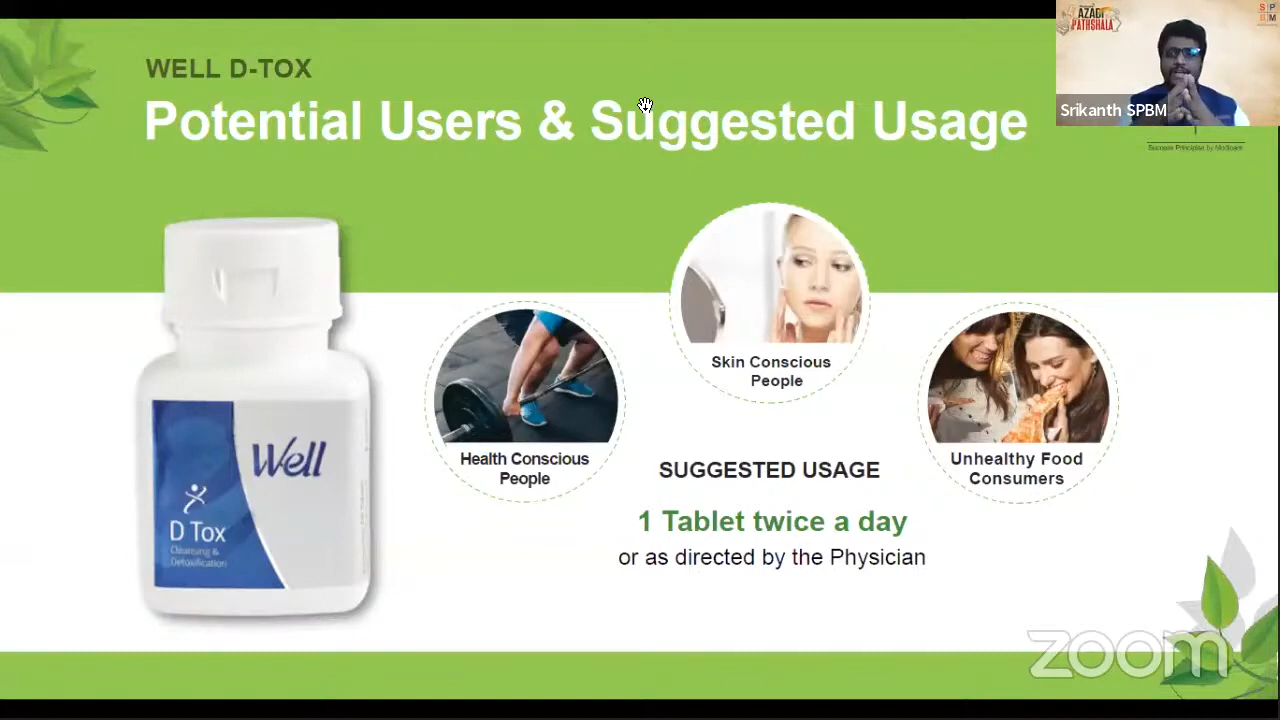 WELL D-TOX
Potential Users & Suggested Usage
AZADI
PATHSHALA
S P
B M
Srikanth SPBM
Success Principles by Modicare
Well
D Tox
Cleansing &
Detoxification
Health Conscious
People
Skin Conscious
People
Unhealthy Food
Consumers
SUGGESTED USAGE
1 Tablet twice a day
or as directed by the Physician
zoom